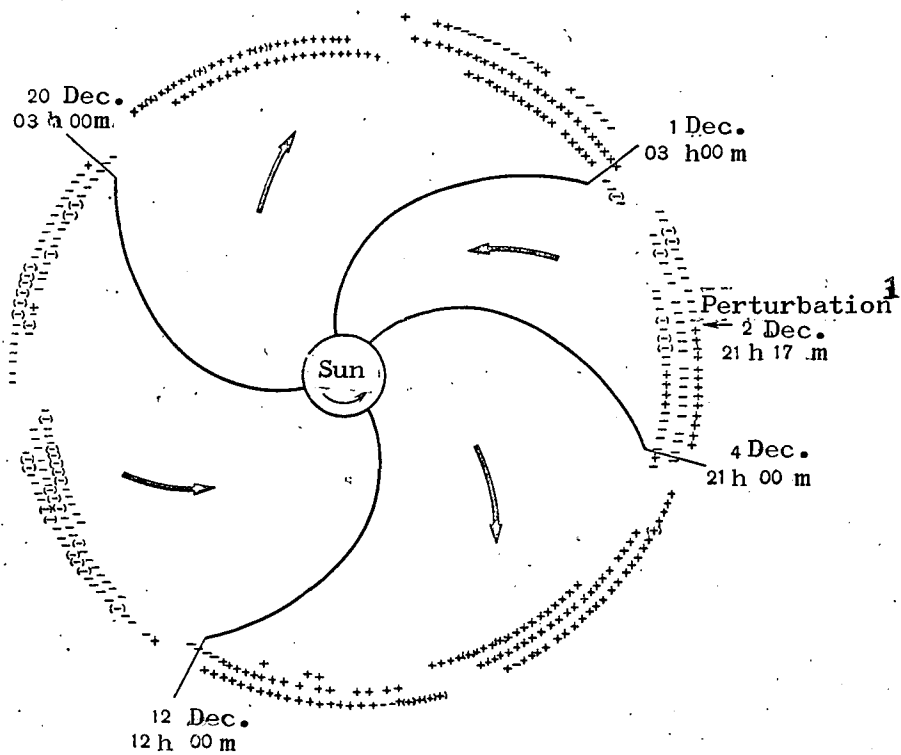 20 Dec.
03 h 00m
1 Dec.
03 h00 m
Perturbation 1
2 Dec.
21 h 17 m
Sun
4 Dec.
21 h 00 m
12 Dec.
12 h 00 m